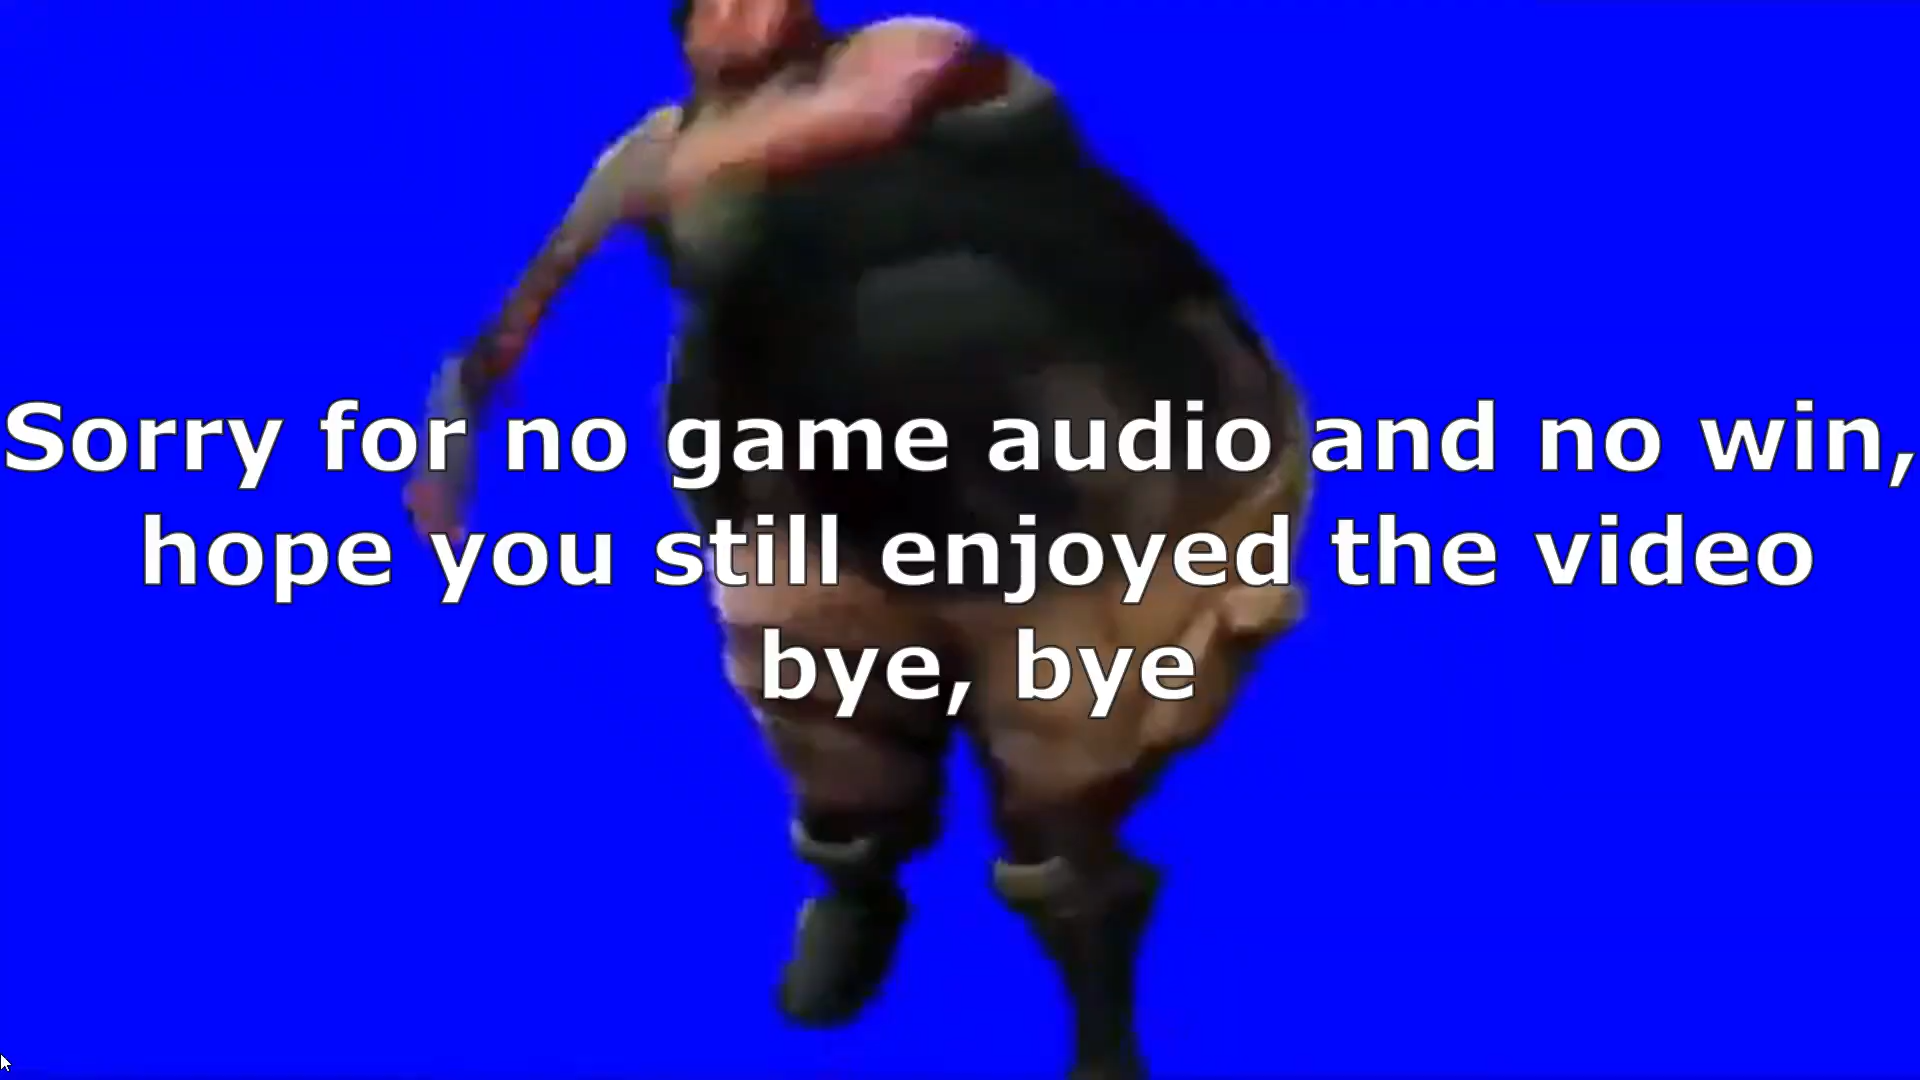 Sorry for no game audio and no win,
hope you still enjoyed the video
bye, bye